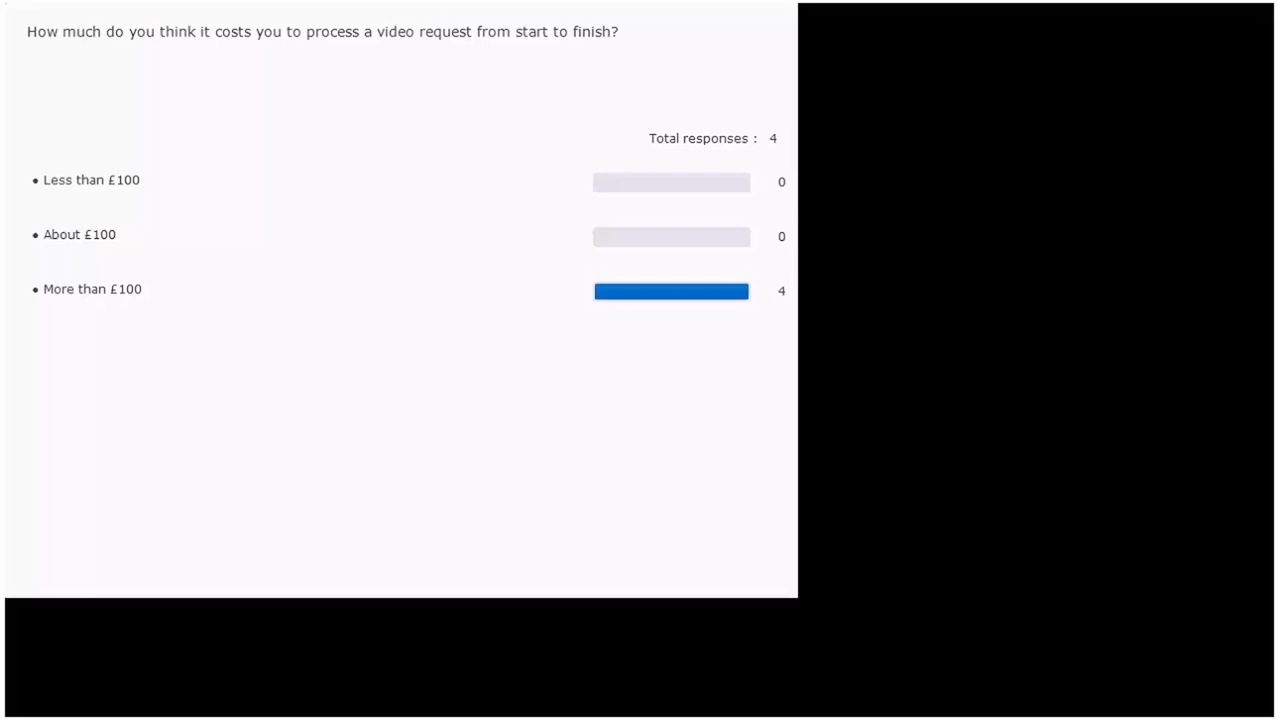 How much do you think it costs you to process a video request from start to finish?
Total responses : 4
• Less than £100 0
• About £100 0
• More than £100 4